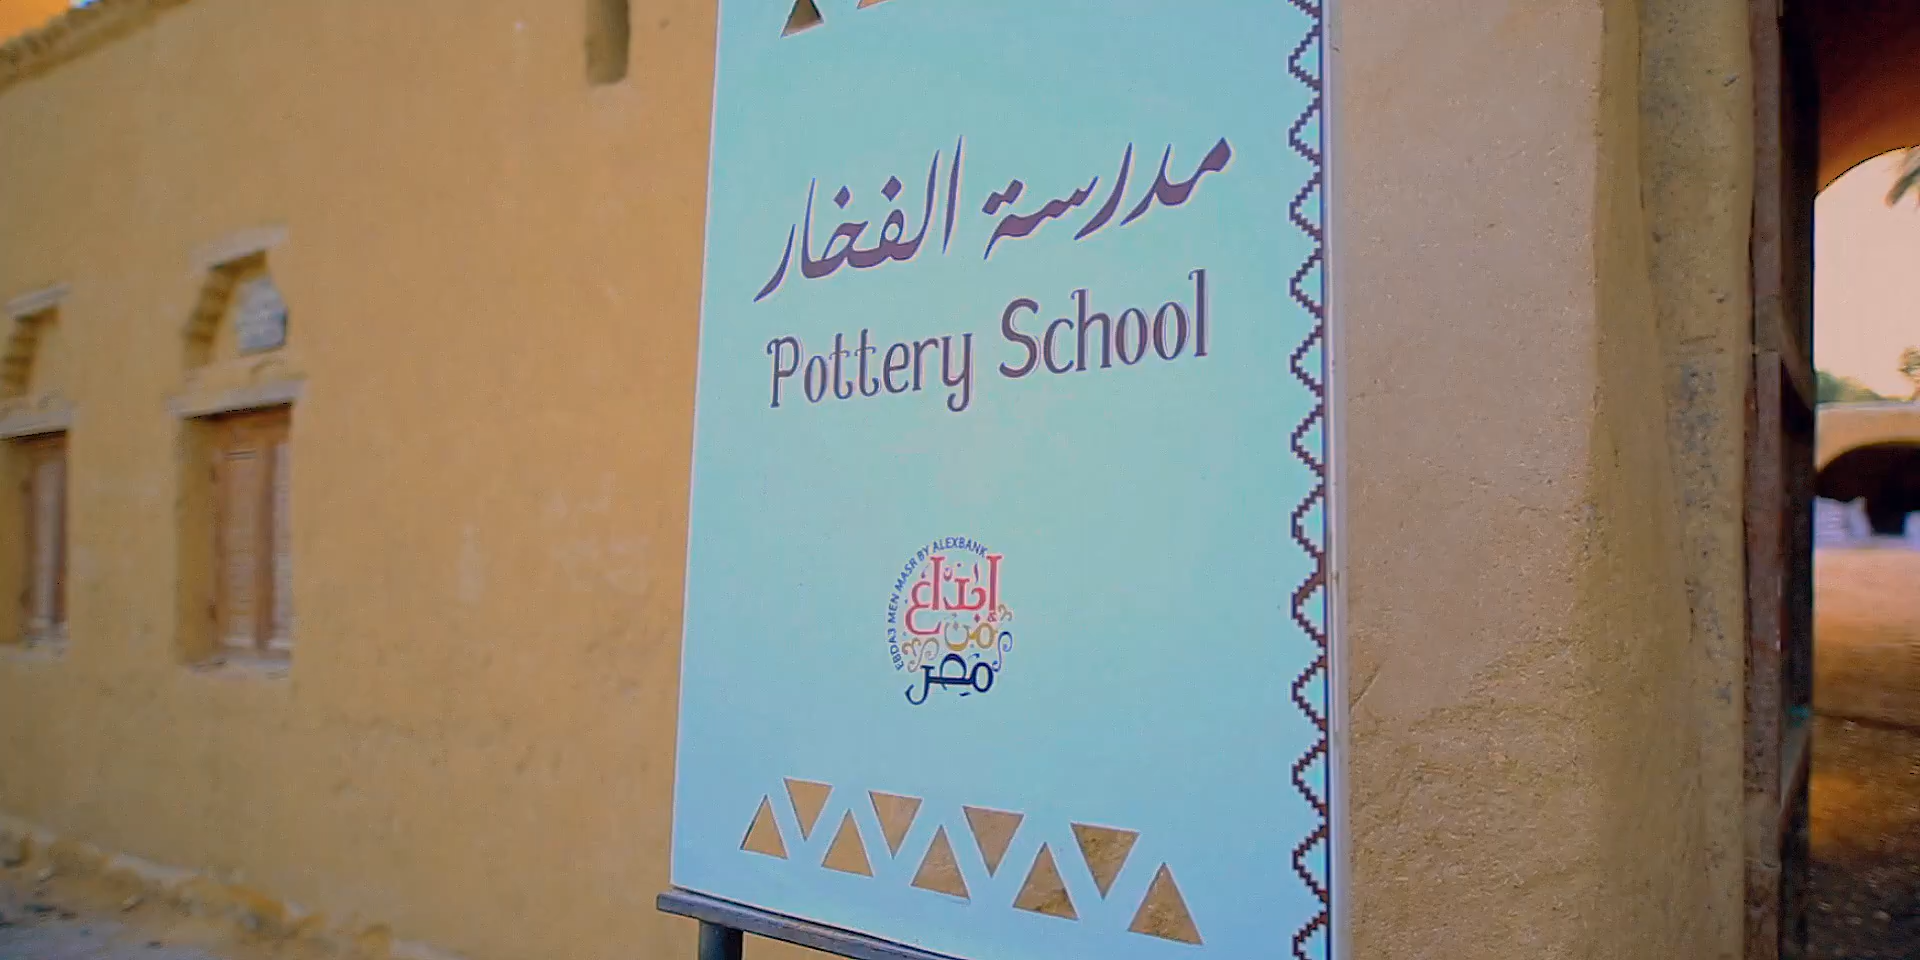 مدرسة الفخار
Pottery School
EBDA3 MEN MASR BY ALEXBANK
إبداع
من
مصر